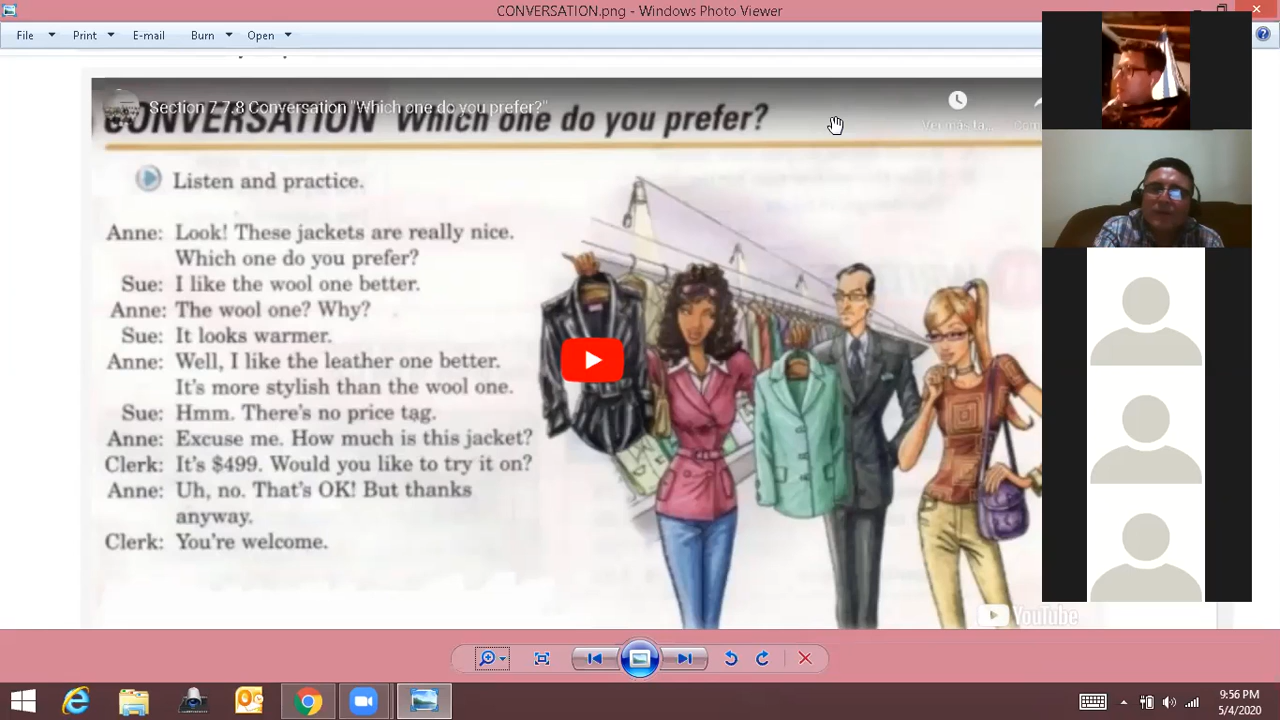 CONVERSATION.png - Windows Photo Viewer
File Print E-mail Burn Open
Section 7 7.8 Conversation "Which one do you prefer?"
CONVERSATION Which one do you prefer?
Ver más ta...
Listen and practice.
Anne: Look! These jackets are really nice.
Which one do you prefer?
Sue: I like the wool one better.
Anne: The wool one? Why?
Sue: It looks warmer.
Anne: Well, I like the leather one better.
It's more stylish than the wool one.
Sue: Hmm. There's no price tag.
Anne: Excuse me. How much is this jacket?
Clerk: It's $499. Would you like to try it on?
Anne: Uh, no. That's OK! But thanks
anyway.
Clerk: You're welcome.
YouTube
9:56 PM
5/4/2020